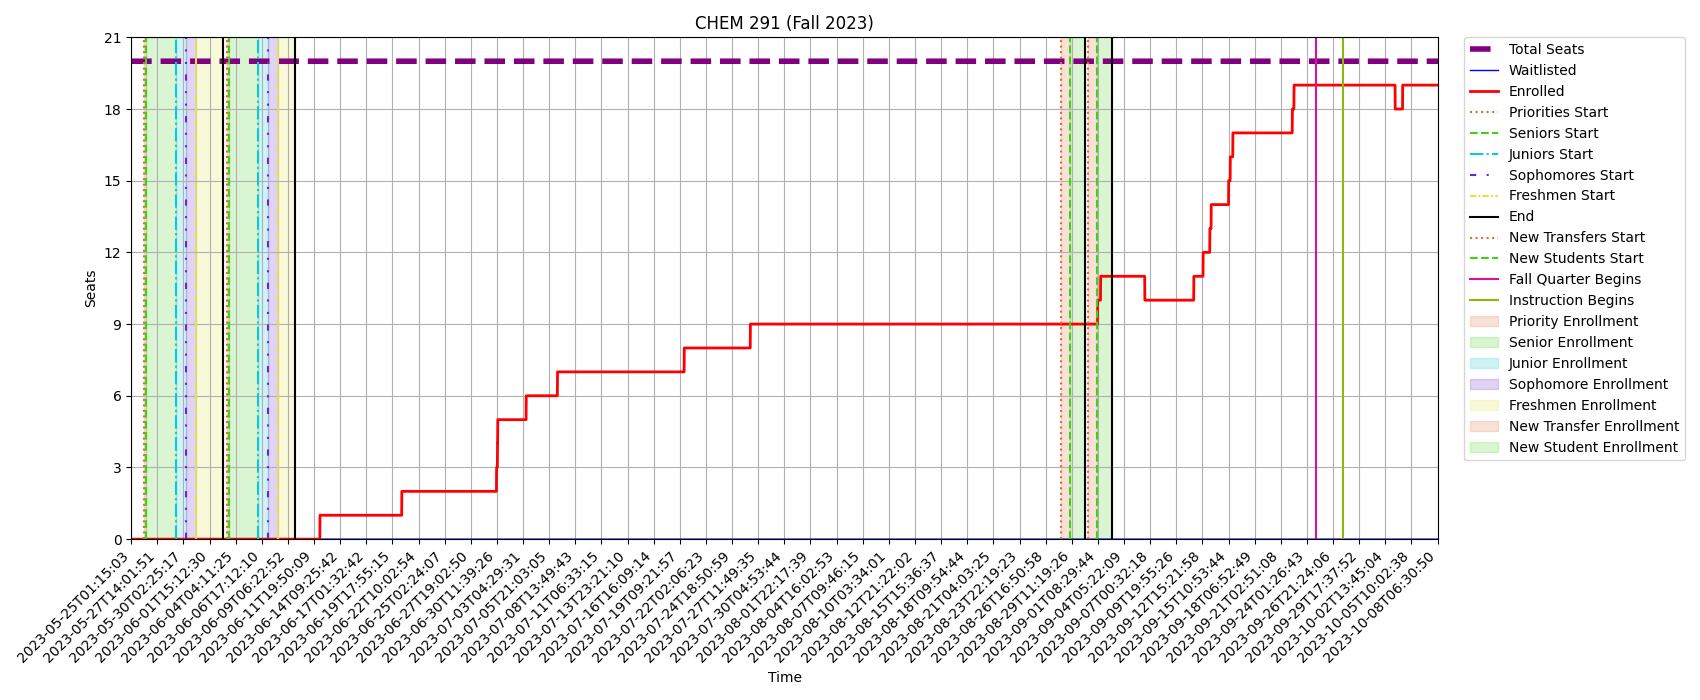 CHEM 291 (Fall 2023)
21
18
15
12
9
6
3
0
Seats
2023-05-25T01:15:03
2023-05-27T14:01:51
2023-05-30T02:25:17
2023-06-01T15:12:30
2023-06-04T04:11:25
2023-06-06T17:12:10
2023-06-09T06:22:52
2023-06-11T19:50:09
2023-06-14T09:25:42
2023-06-17T01:32:42
2023-06-19T17:55:15
2023-06-22T10:02:54
2023-06-25T02:24:07
2023-06-27T19:02:50
2023-06-30T11:39:26
2023-07-03T04:29:31
2023-07-05T21:03:05
2023-07-08T13:49:43
2023-07-11T06:33:15
2023-07-13T23:21:10
2023-07-16T16:09:14
2023-07-19T09:21:57
2023-07-22T02:06:23
2023-07-24T18:50:59
2023-07-27T11:49:35
2023-07-30T04:53:44
2023-08-01T22:17:39
2023-08-04T16:02:53
2023-08-07T09:46:15
2023-08-10T03:34:01
2023-08-12T21:22:02
2023-08-15T15:36:37
2023-08-18T09:54:44
2023-08-21T04:03:25
2023-08-23T22:19:23
2023-08-26T16:50:58
2023-08-29T11:19:26
2023-09-01T08:29:44
2023-09-04T05:22:09
2023-09-07T00:32:18
2023-09-09T19:55:26
2023-09-12T15:21:58
2023-09-15T10:53:44
2023-09-18T06:52:49
2023-09-21T02:51:08
2023-09-24T01:26:43
2023-09-26T21:24:06
2023-09-29T17:37:52
2023-10-02T13:45:04
2023-10-05T10:02:38
2023-10-08T06:30:50
Time
Total Seats
Waitlisted
Enrolled
Priorities Start
Seniors Start
Juniors Start
Sophomores Start
Freshmen Start
End
New Transfers Start
New Students Start
Fall Quarter Begins
Instruction Begins
Priority Enrollment
Senior Enrollment
Junior Enrollment
Sophomore Enrollment
Freshmen Enrollment
New Transfer Enrollment
New Student Enrollment